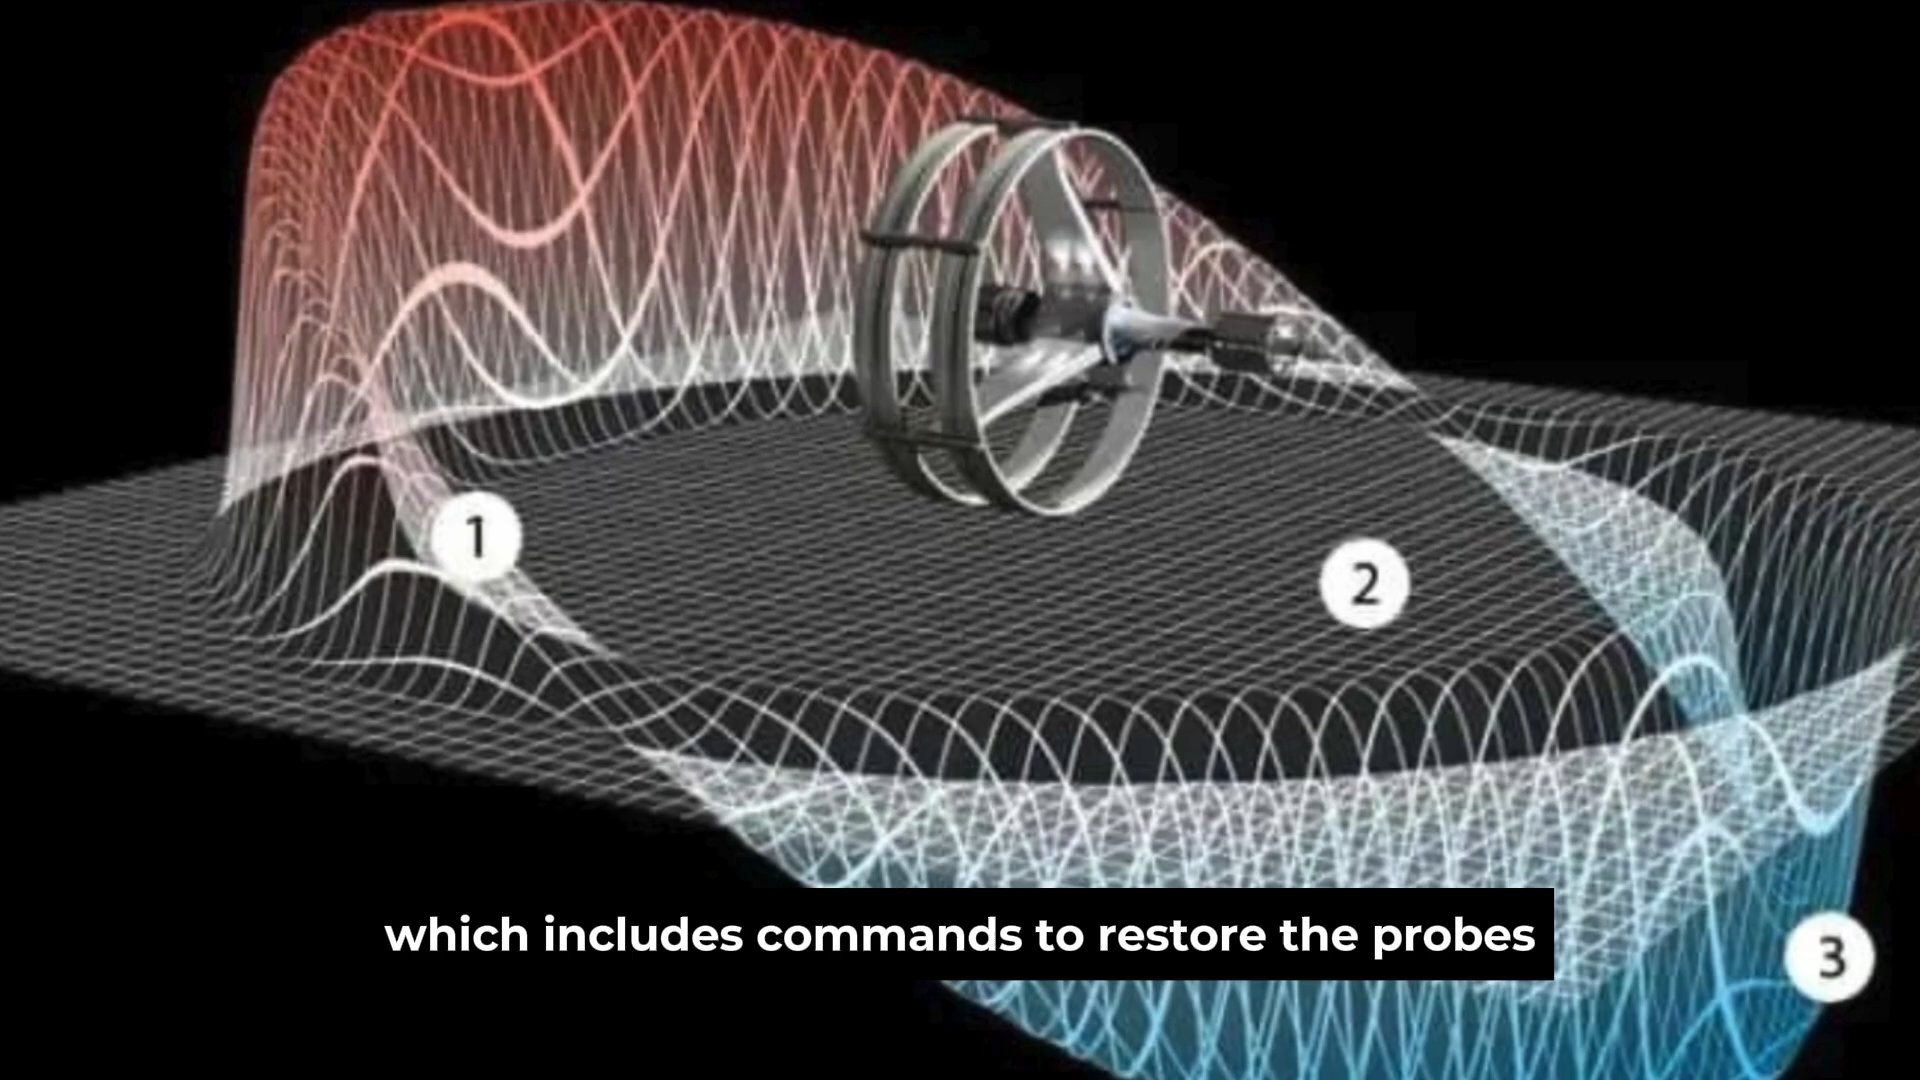 1
2
which includes commands to restore the probes
3